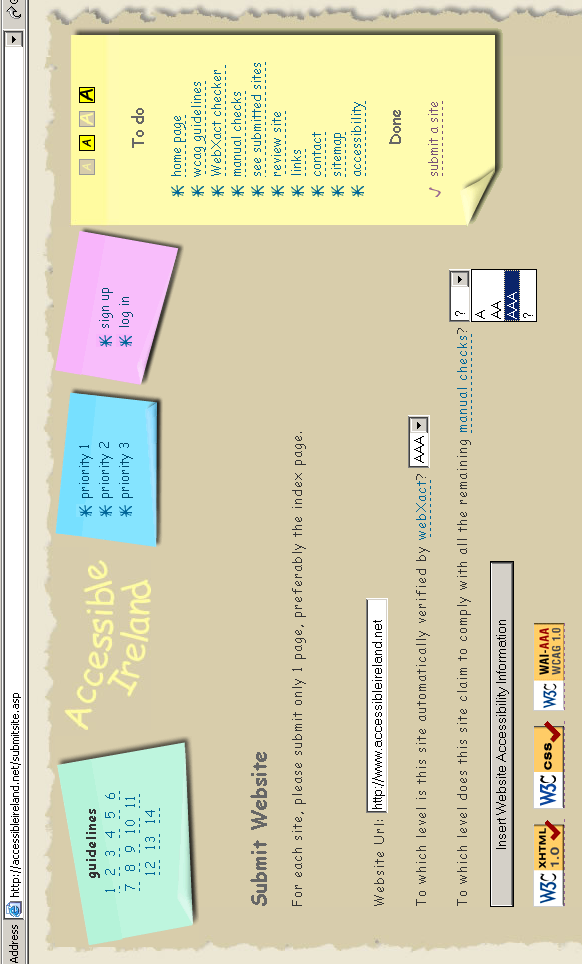 Address http://accessibleireland.net/submitsite.asp
guidelines
1 2 3 4 5 6
7 8 9 10 11
12 13 14
Accessible
Ireland
priority 1
priority 2
priority 3
sign up
log in
A A A A
To do
home page
wcag guidelines
WebXact checker
manual checks
see submitted sites
review site
links
contact
sitemap
accessibility
Done
submit a site
Submit Website
For each site, please submit only 1 page, preferably the index page.
Website Url: http://www.accessibleireland.net
To which level is this site automatically verified by webXact? AAA
To which level does this site claim to comply with all the remaining manual checks? ?
A
AA
AAA
?
Insert Website Accessibility Information
W3C XHTML 1.0
W3C css
W3C WAI-AAA WCAG 1.0